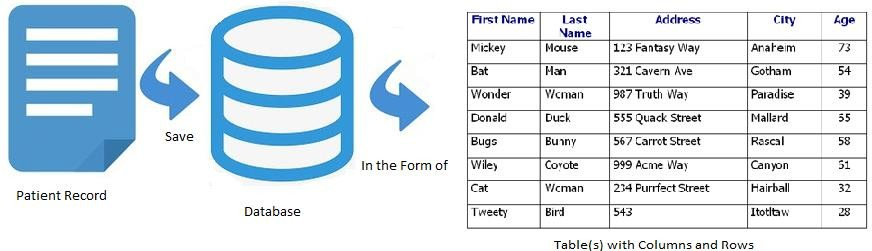 Patient Record
Save
Database
In the Form of
First Name Last Name Address City Age
Mickey Mouse 123 Fantasy Way Anaheim 73
Bat Man 321 Cavern Ave Gotham 54
Wonder Woman 987 Truth Way Paradise 39
Donald Duck 555 Quack Street Mallard 65
Bugs Bunny 567 Carrot Street Rascal 58
Wiley Coyote 999 Acme Way Canyon 61
Cat Woman 234 Purrfect Street Hairball 32
Tweety Bird 543 Itotltaw 28
Table(s) with Columns and Rows